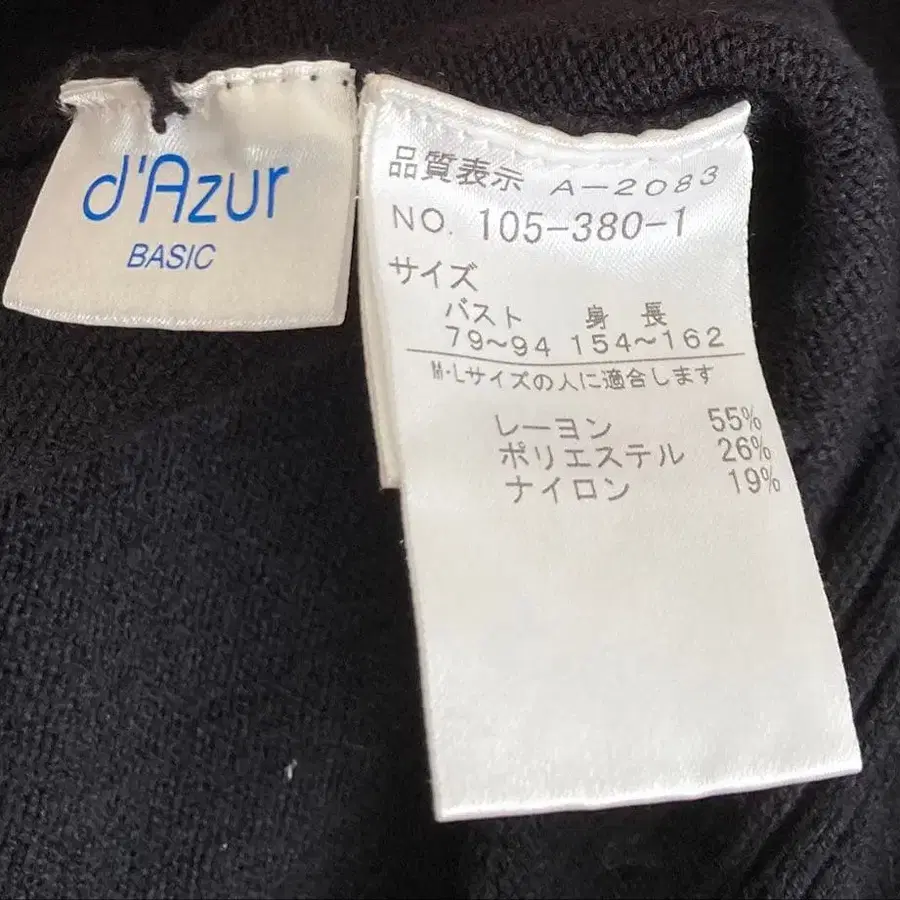 d'Azur
BASIC
品質表示 A-2083
NO. 105-380-1
サイズ
バスト 身長
79~94 154~162
M・Lサイズの人に適合します
レーヨン 55%
ポリエステル 26%
ナイロン 19%